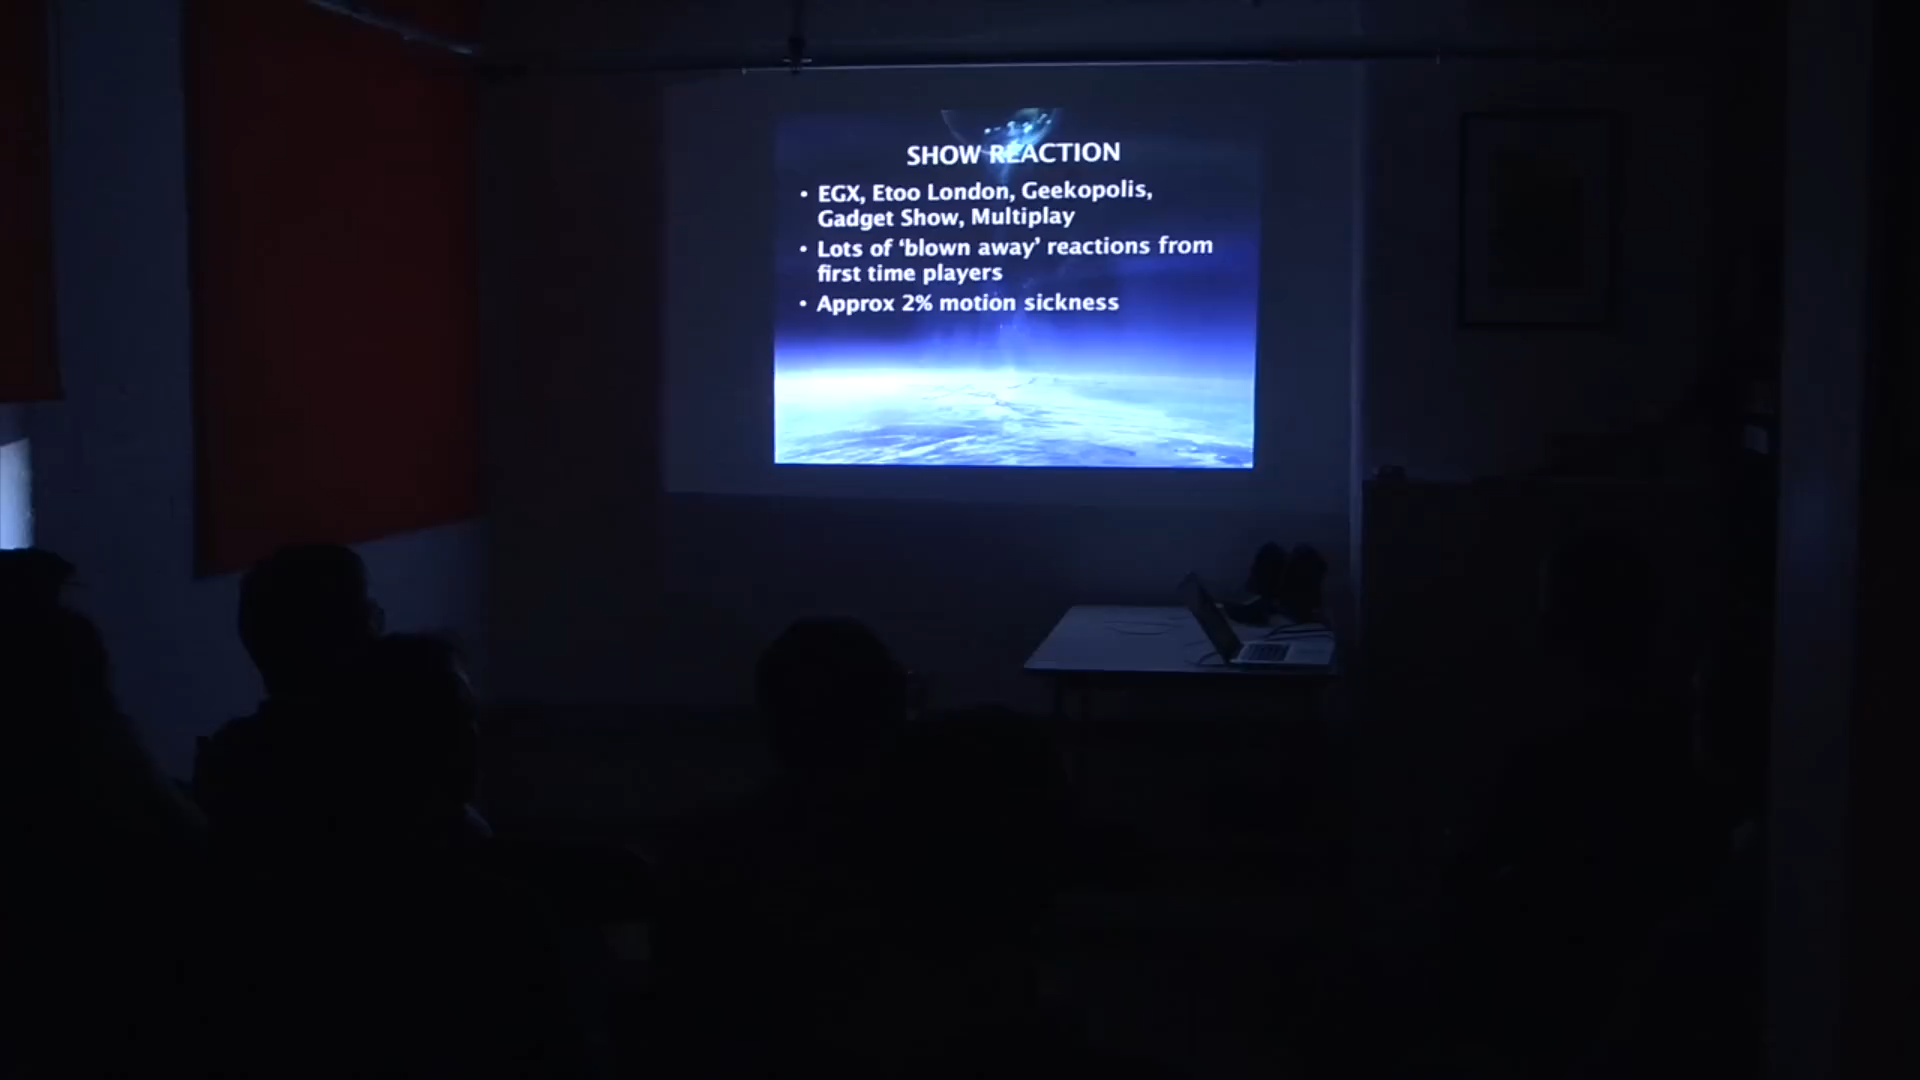 SHOW REACTION
• EGX, Etoo London, Geekopolis,
Gadget Show, Multiplay
• Lots of ‘blown away’ reactions from
first time players
• Approx 2% motion sickness